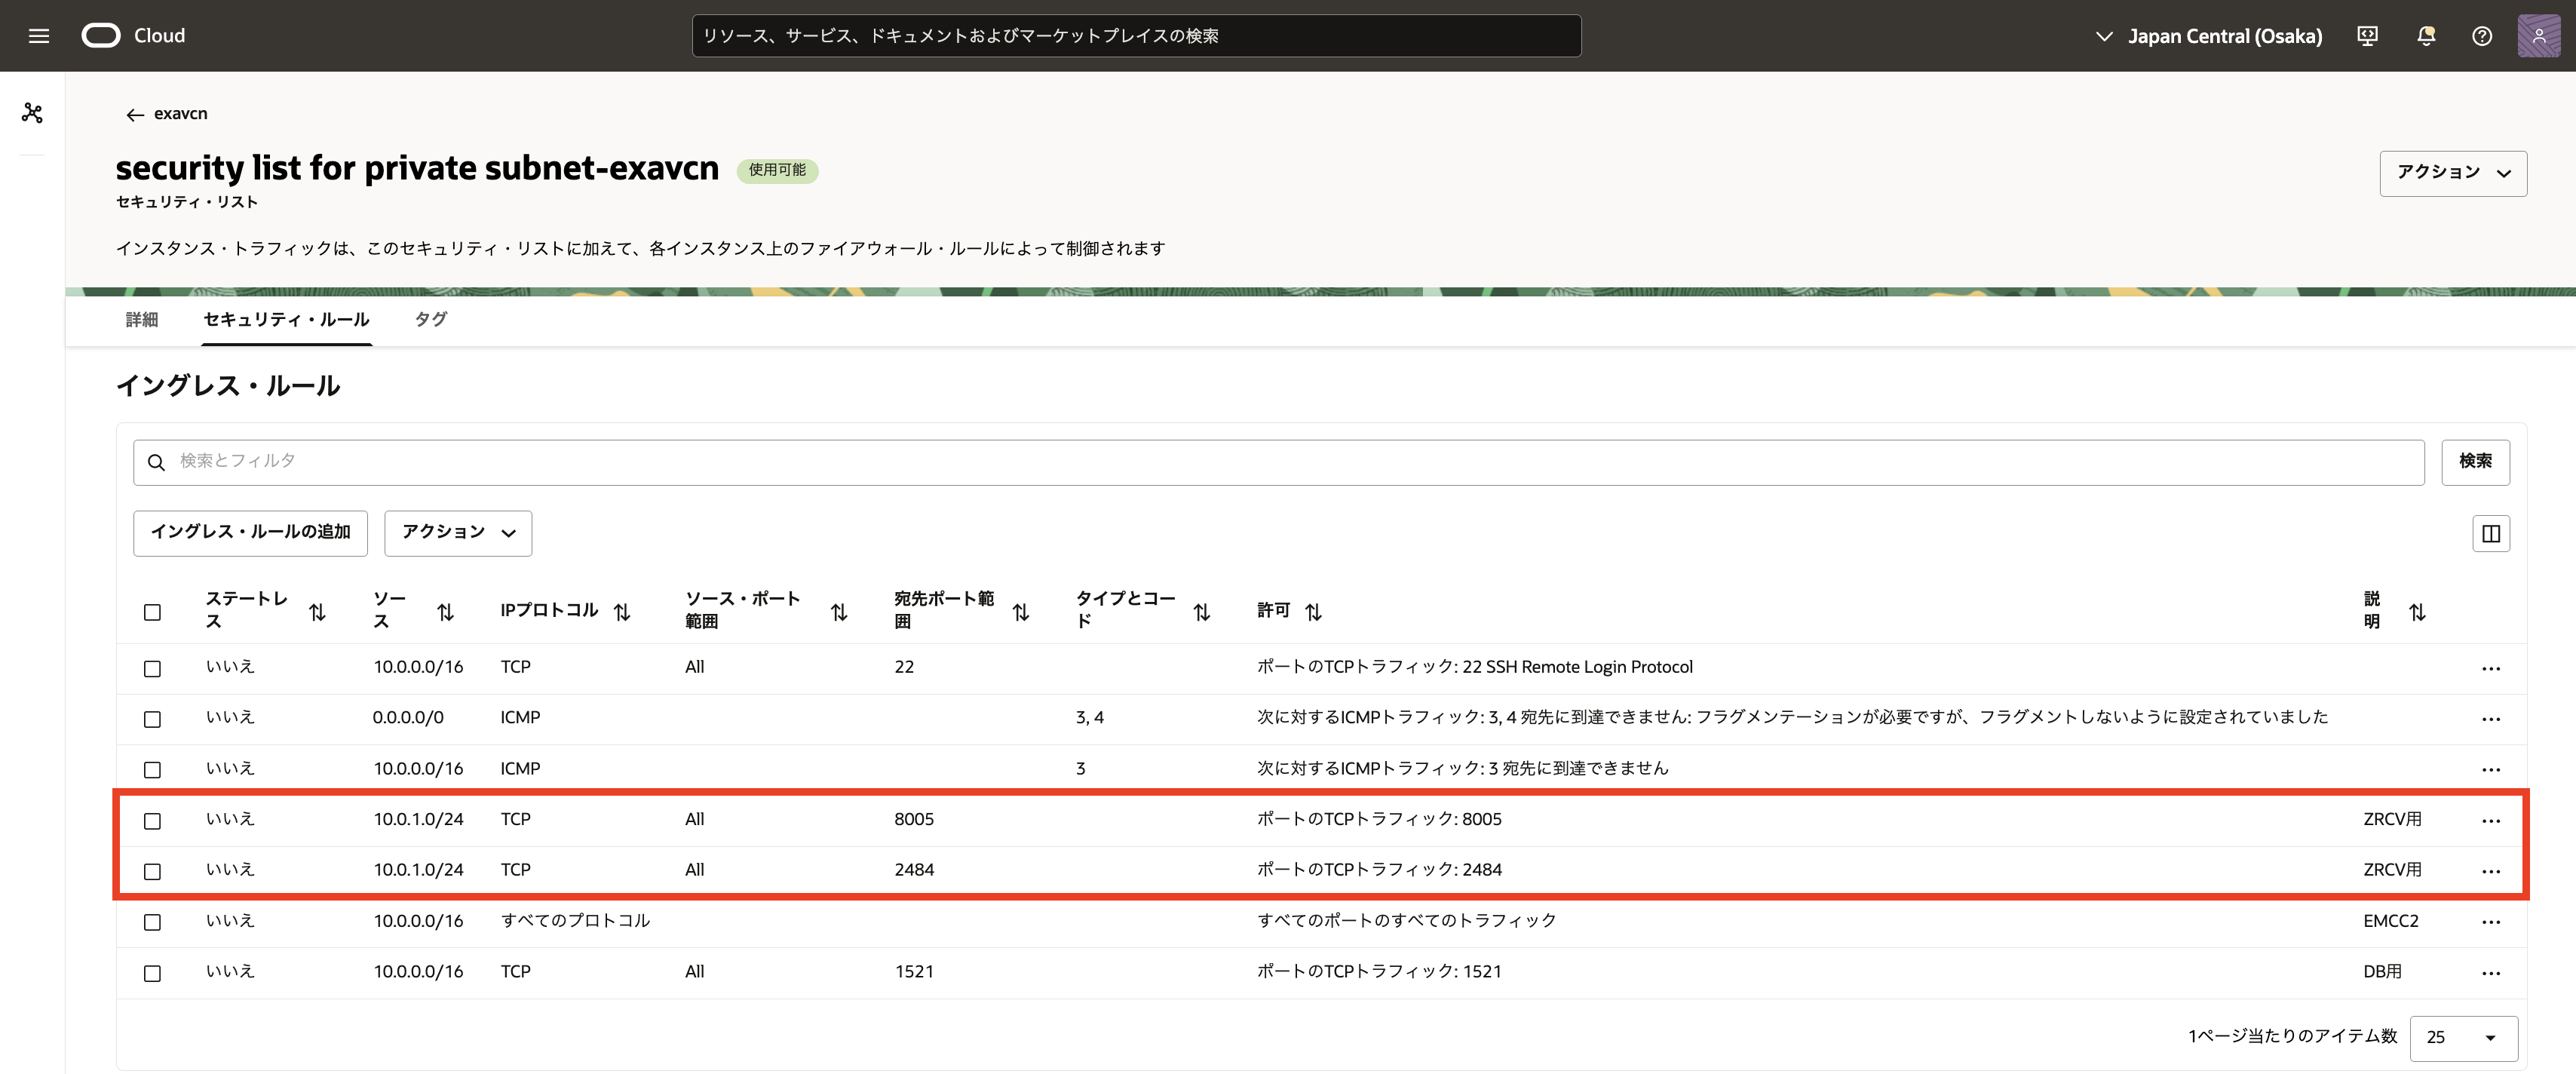 Cloud
リソース、サービス、ドキュメントおよびマーケットプレイスの検索
Japan Central (Osaka)
exavcn
security list for private subnet-exavcn
使用可能
アクション
セキュリティ・リスト
インスタンス・トラフィックは、このセキュリティ・リストに加えて、各インスタンス上のファイアウォール・ルールによって制御されます
詳細 セキュリティ・ルール タグ
イングレス・ルール
検索とフィルタ
検索
イングレス・ルールの追加 アクション
ステートレス ソース IPプロトコル ソース・ポート範囲 宛先ポート範囲 タイプとコード 許可 説明
いいえ 10.0.0.0/16 TCP All 22 ポートのTCPトラフィック: 22 SSH Remote Login Protocol
いいえ 0.0.0.0/0 ICMP 3, 4 次に対するICMPトラフィック: 3, 4 宛先に到達できません: フラグメンテーションが必要ですが、フラグメントしないように設定されていました
いいえ 10.0.0.0/16 ICMP 3 次に対するICMPトラフィック: 3 宛先に到達できません
いいえ 10.0.1.0/24 TCP All 8005 ポートのTCPトラフィック: 8005 ZRCV用
いいえ 10.0.1.0/24 TCP All 2484 ポートのTCPトラフィック: 2484 ZRCV用
いいえ 10.0.0.0/16 すべてのプロトコル すべてのポートのすべてのトラフィック EMCC2
いいえ 10.0.0.0/16 TCP All 1521 ポートのTCPトラフィック: 1521 DB用
1ページ当たりのアイテム数 25